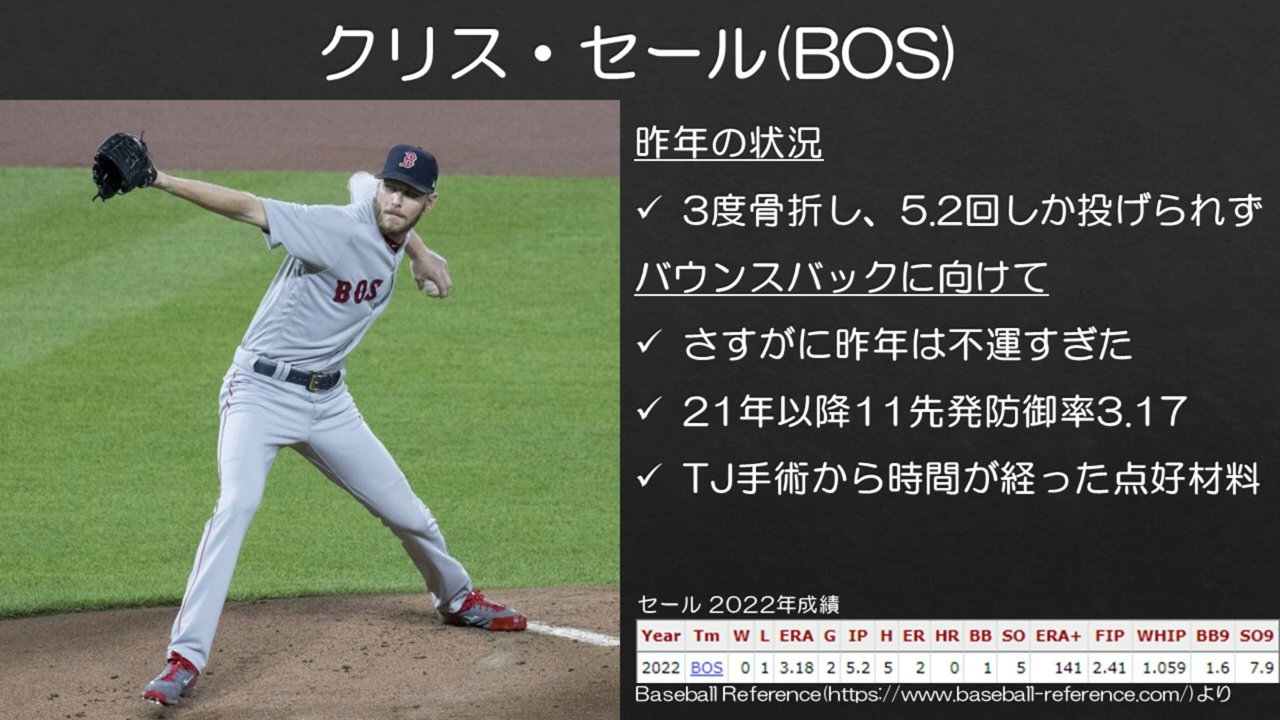 クリス・セール(BOS)
昨年の状況
✓ 3度骨折し、5.2回しか投げられず
バウンスバックに向けて
✓ さすがに昨年は不運すぎた
✓ 21年以降11先発防御率3.17
✓ TJ手術から時間が経った点好材料
B
BOS
セール 2022年成績
Year Tm W L ERA G IP H ER HR BB SO ERA+ FIP WHIP BB9 SO9
2022 BOS 0 1 3.18 2 5.2 5 2 0 1 5 141 2.41 1.059 1.6 7.9
Baseball Reference(https://www.baseball-reference.com/)より